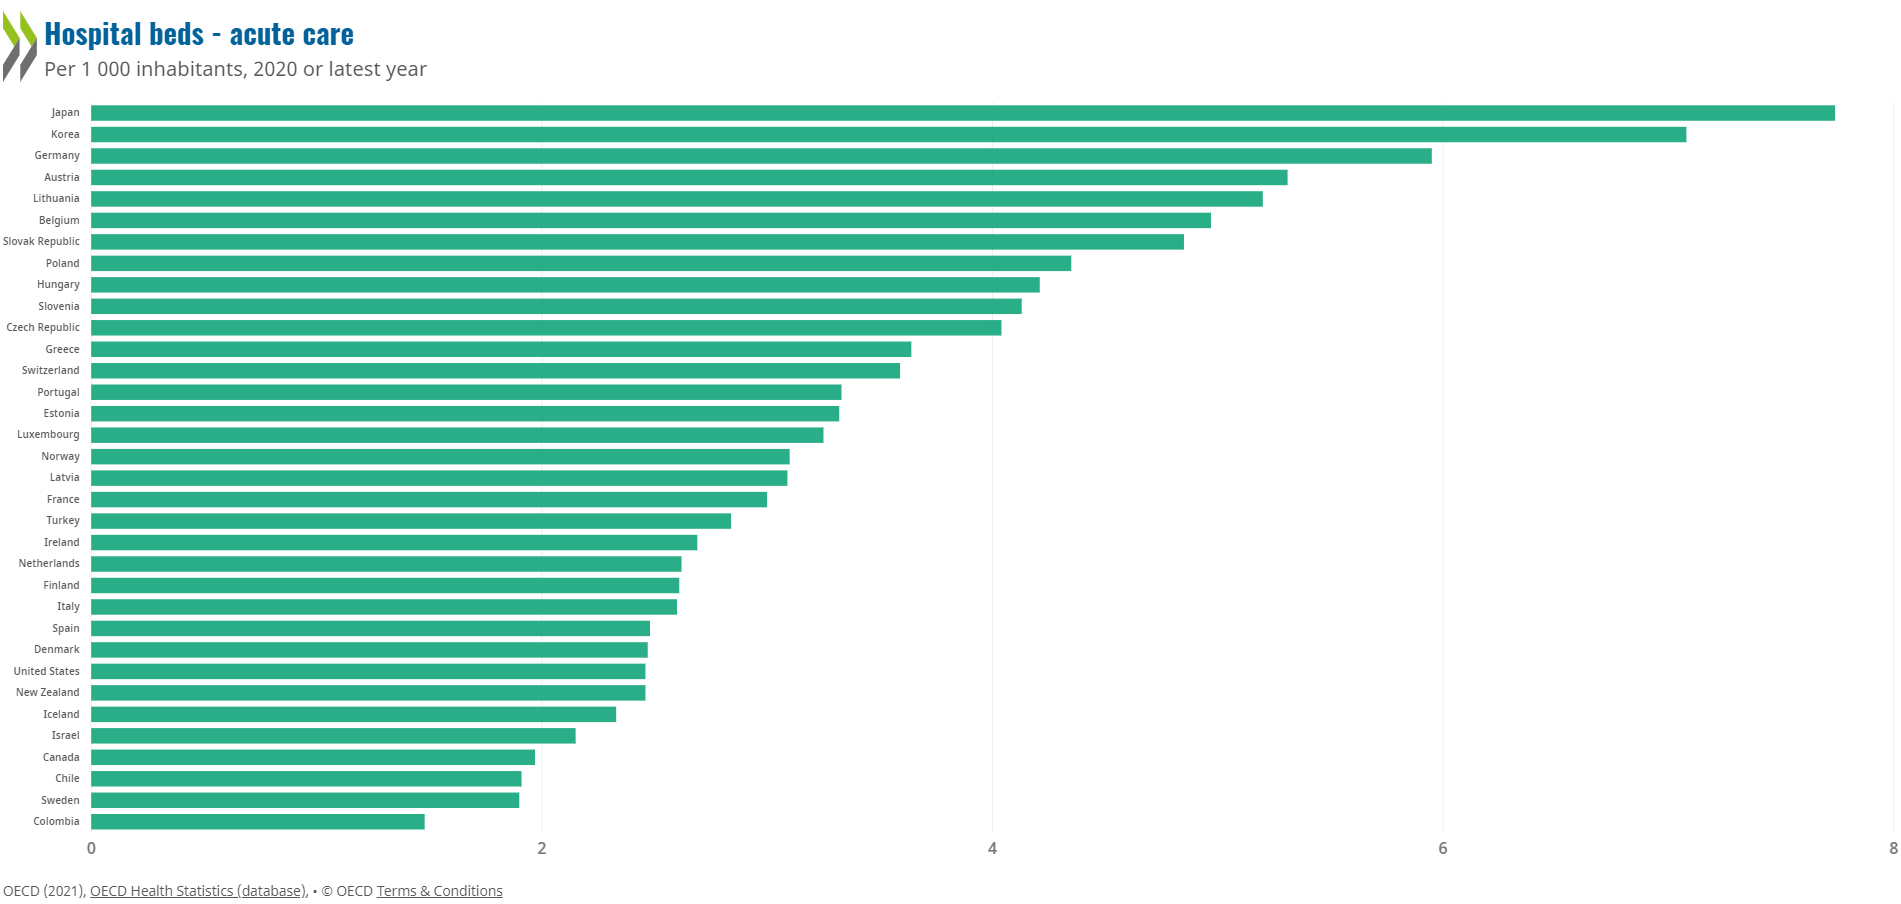 Hospital beds - acute care
Per 1 000 inhabitants, 2020 or latest year
Japan
Korea
Germany
Austria
Lithuania
Belgium
Slovak Republic
Poland
Hungary
Slovenia
Czech Republic
Greece
Switzerland
Portugal
Estonia
Luxembourg
Norway
Latvia
France
Turkey
Ireland
Netherlands
Finland
Italy
Spain
Denmark
United States
New Zealand
Iceland
Israel
Canada
Chile
Sweden
Colombia
0 2 4 6 8
OECD (2021), OECD Health Statistics (database), • © OECD Terms & Conditions